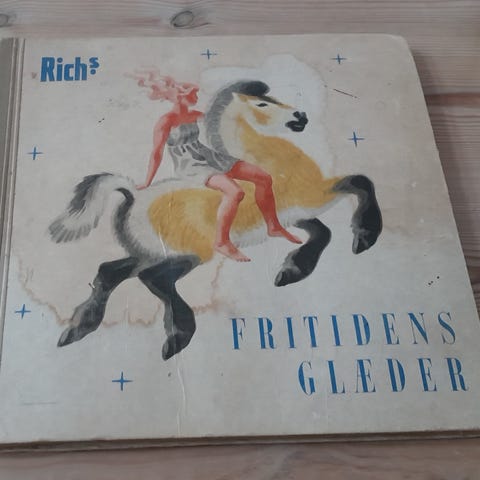 Richs.
FRITIDENS
GLÆDER